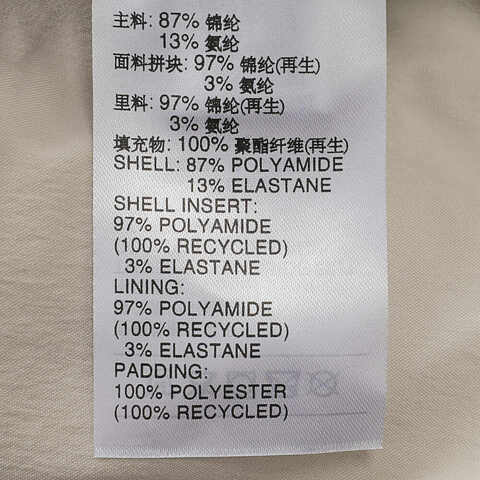 主料: 87% 锦纶
13% 氨纶
面料拼块: 97% 锦纶(再生)
3% 氨纶
里料: 97% 锦纶(再生)
3% 氨纶
填充物: 100% 聚酯纤维(再生)
SHELL: 87% POLYAMIDE
13% ELASTANE
SHELL INSERT:
97% POLYAMIDE
(100% RECYCLED)
3% ELASTANE
LINING:
97% POLYAMIDE
(100% RECYCLED)
3% ELASTANE
PADDING:
100% POLYESTER
(100% RECYCLED)